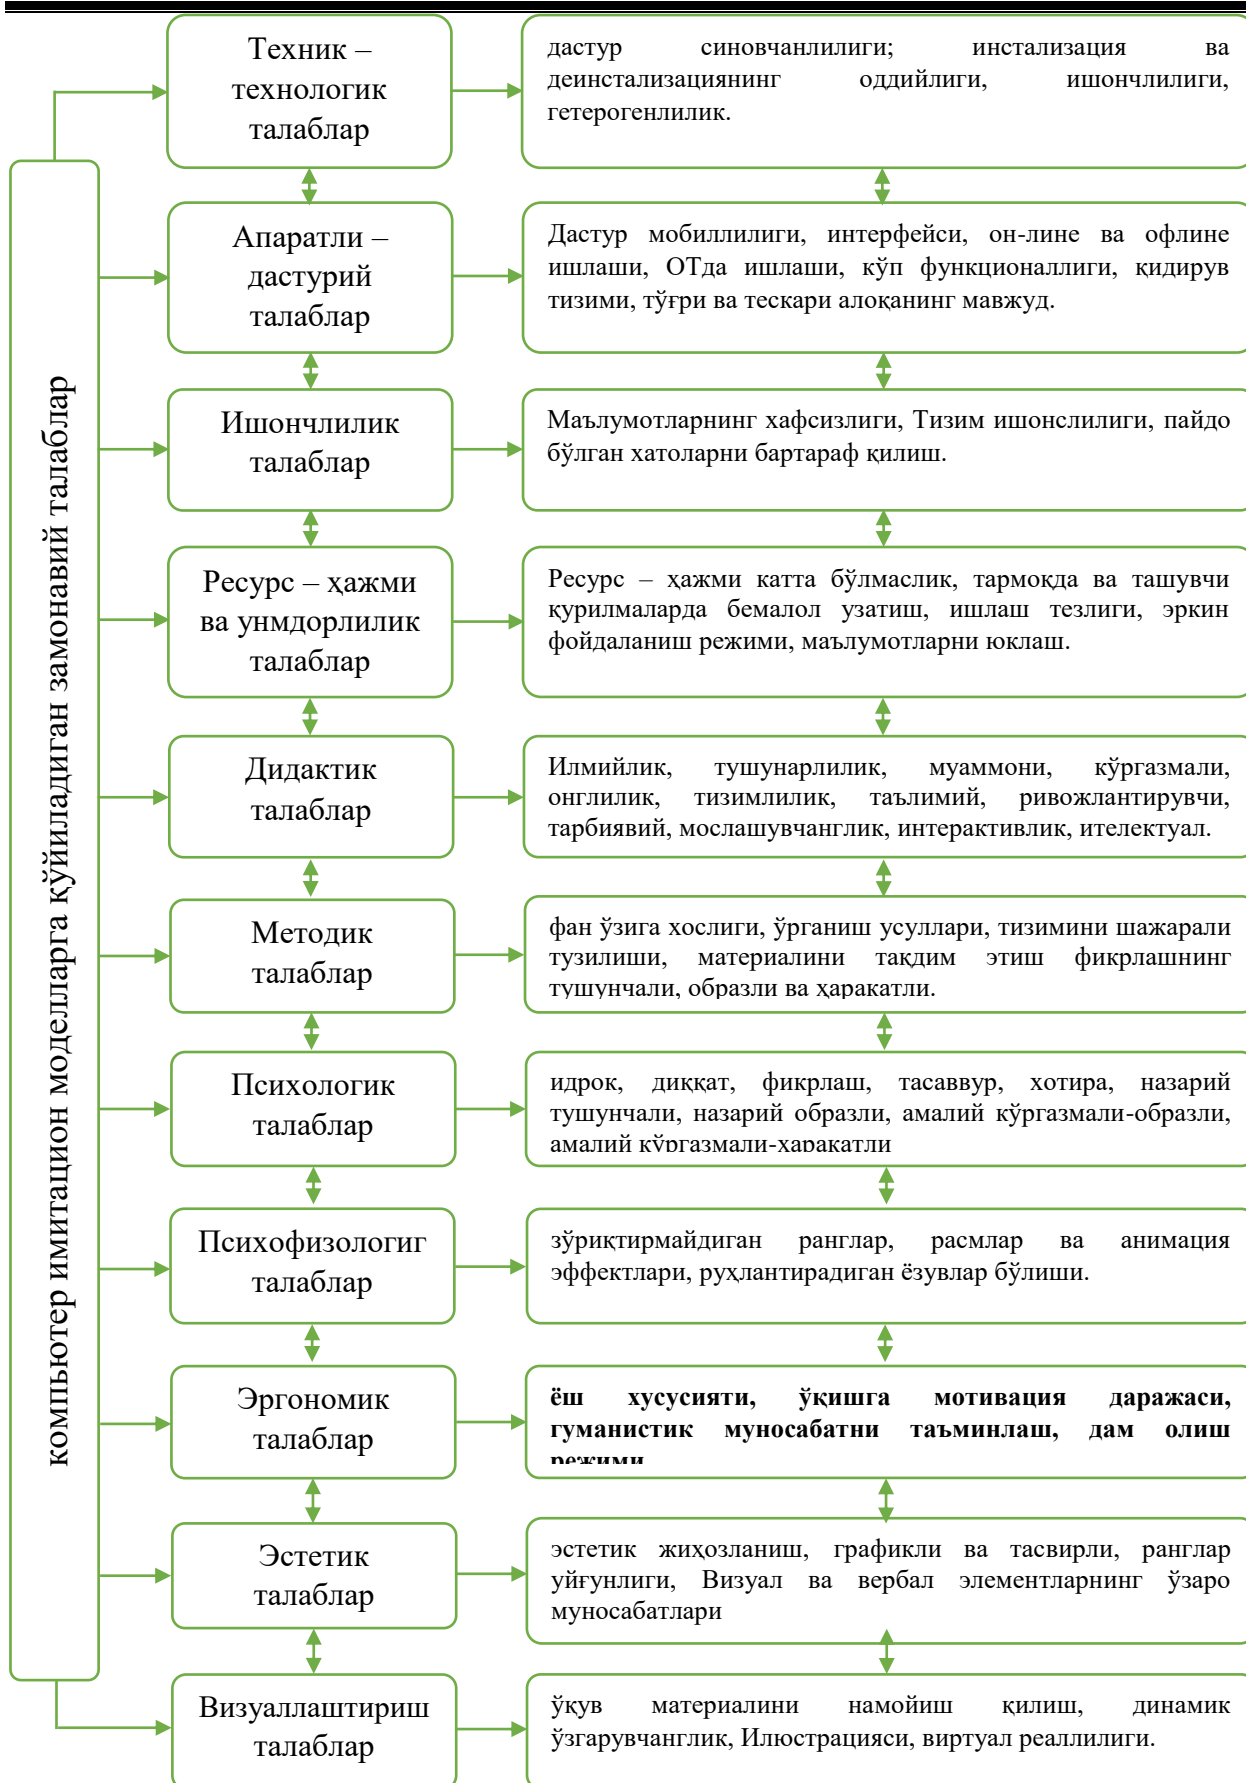 компьютер имитацион моделларга қўйиладиган замонавий талаблар
Техник –
технологик
талаблар
дастур синовчанлилиги; инстализация ва
деинстализациянинг оддийлиги, ишончлилиги,
гетерогенлилик.
Апаратли –
дастурий
талаблар
Дастур мобиллилиги, интерфейси, он-лине ва офлине
ишлаши, ОТда ишлаши, кўп функционаллиги, қидирув
тизими, тўғри ва тескари алоқанинг мавжуд.
Ишончлилик
талаблар
Маълумотларнинг хафсизлиги, Тизим ишонслилиги, пайдо
бўлган хатоларни бартараф қилиш.
Ресурс – ҳажми
ва унмдорлилик
талаблар
Ресурс – ҳажми катта бўлмаслик, тармоқда ва ташувчи
қурилмаларда бемалол узатиш, ишлаш тезлиги, эркин
фойдаланиш режими, маълумотларни юклаш.
Дидактик
талаблар
Илмийлик, тушунарлилик, муаммони, кўргазмали,
онглилик, тизимлилик, таълимий, ривожлантирувчи,
тарбиявий, мослашувчанглик, интерактивлик, ителектуал.
Методик
талаблар
фан ўзига хослиги, ўрганиш усуллари, тизимини шажарали
тузилиши, материалини тақдим этиш фикрлашнинг
тушунчали, образли ва ҳаракатли.
Психологик
талаблар
идрок, диққат, фикрлаш, тасаввур, хотира, назарий
тушунчали, назарий образли, амалий кўргазмали-образли,
амалий кўргазмали-харакатли
Психофизологиг
талаблар
зўриқтирмайдиган ранглар, расмлар ва анимация
эффектлари, руҳлантирадиган ёзувлар бўлиши.
Эргономик
талаблар
ёш хусусияти, ўқишга мотивация даражаси,
гуманистик муносабатни таъминлаш, дам олиш
режими
Эстетик
талаблар
эстетик жиҳозланиш, графикли ва тасвирли, ранглар
уйғунлиги, Визуал ва вербал элементларнинг ўзаро
муносабатлари
Визуаллаштириш
талаблар
ўқув материалини намойиш қилиш, динамик
ўзгарувчанглик, Илюстрацияси, виртуал реаллилиги.